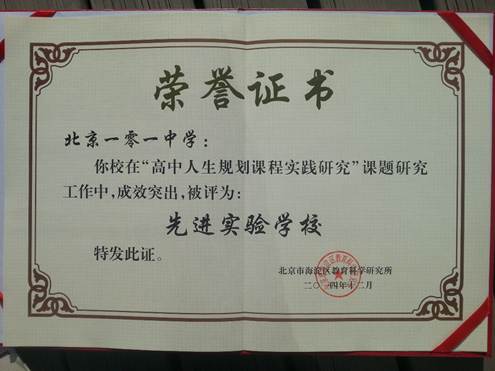 荣誉证书
北京一零一中学：
你校在“高中人生规划课程实践研究”课题研究
工作中，成效突出，被评为：
先进实验学校
特发此证。
北京市海淀区教育科学研究所
二〇一四年十二月